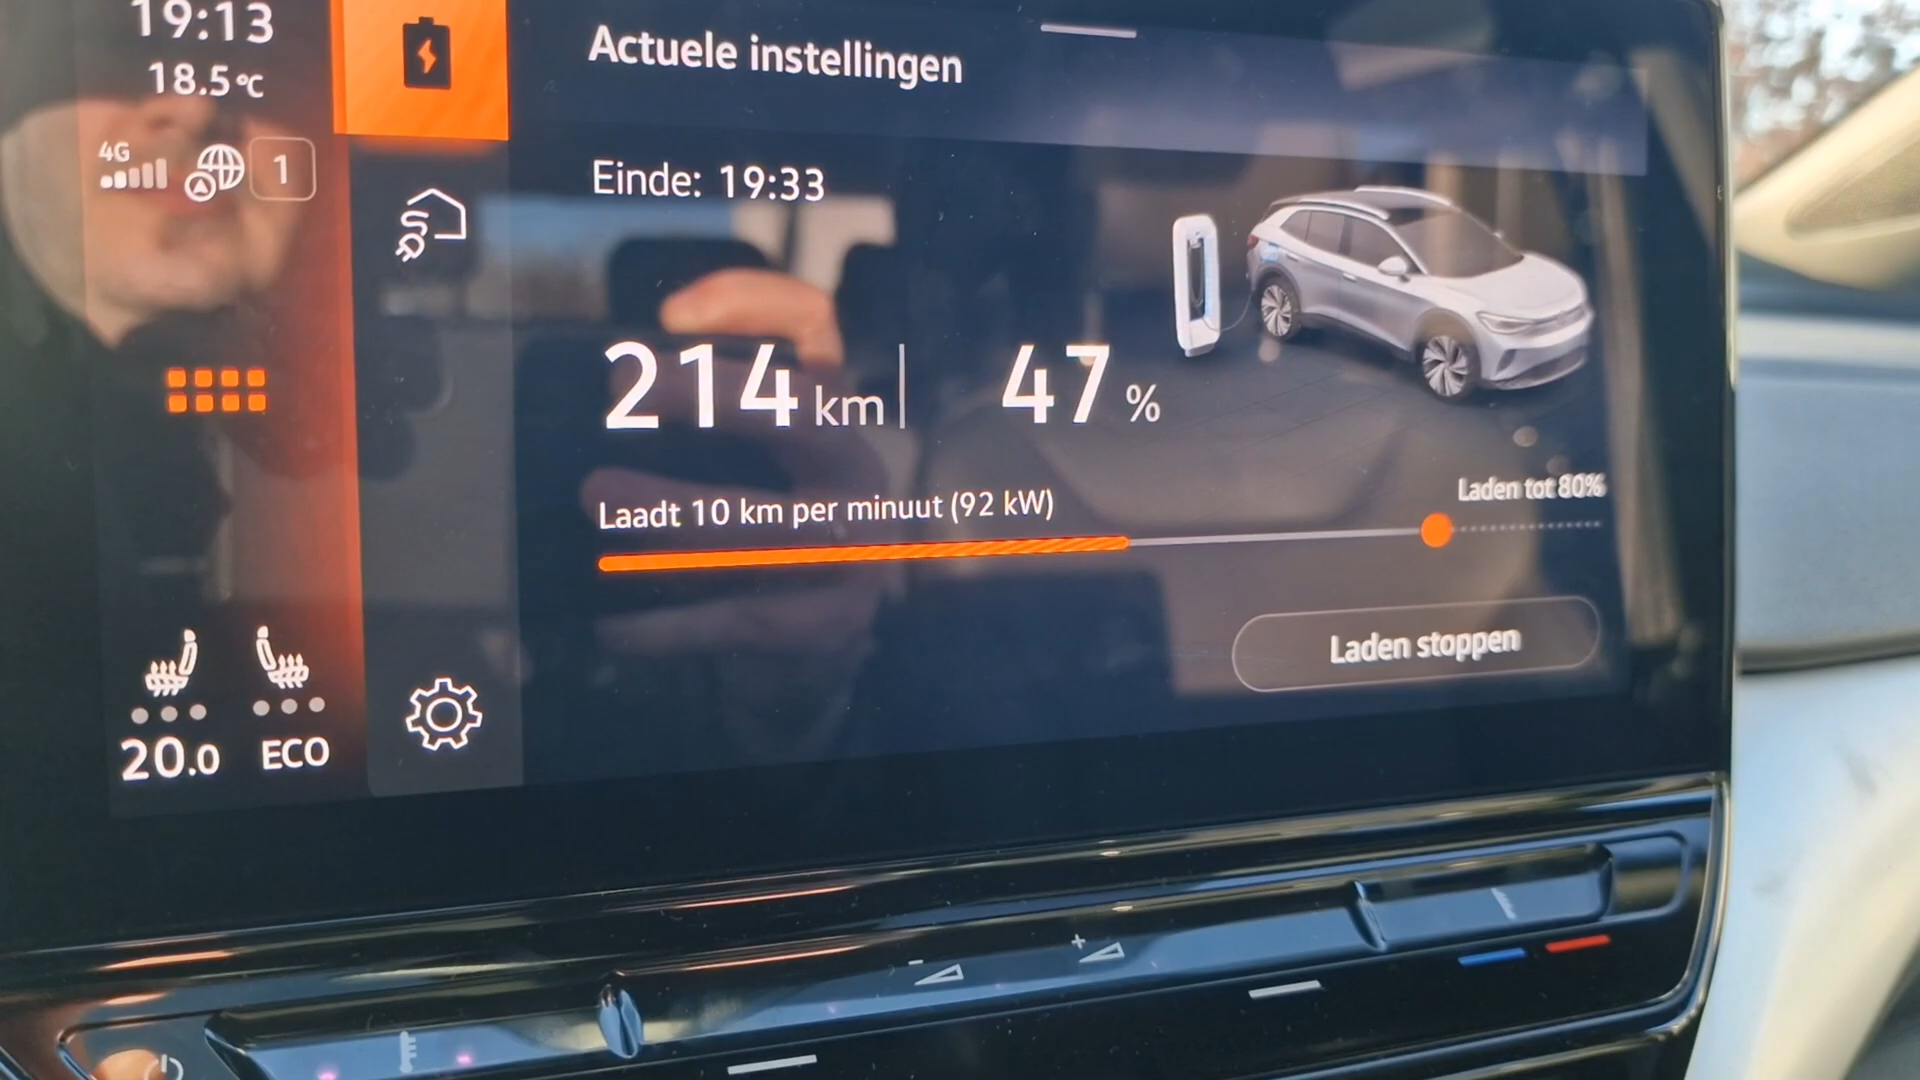 19:13
18.5°C
4G
1
Actuele instellingen
Einde: 19:33
214 km
47 %
Laden tot 80%
Laadt 10 km per minuut (92 kW)
Laden stoppen
20.0
ECO